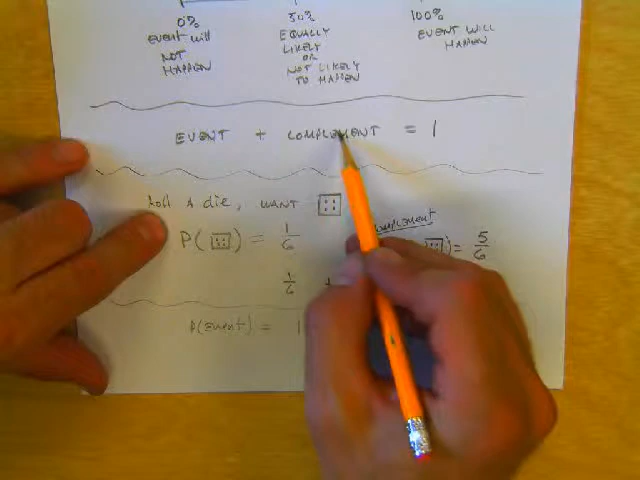 0% 50% 100%
EVENT will EQUALLY EVENT WILL
NOT LIKELY HAPPEN
HAPPEN OR
NOT LIKELY
TO HAPPEN
EVENT + COMPLEMENT = 1
Roll A die, WANT
complement
P( ) = 1/6 ) = 5/6
1/6 +
P(event) = 1